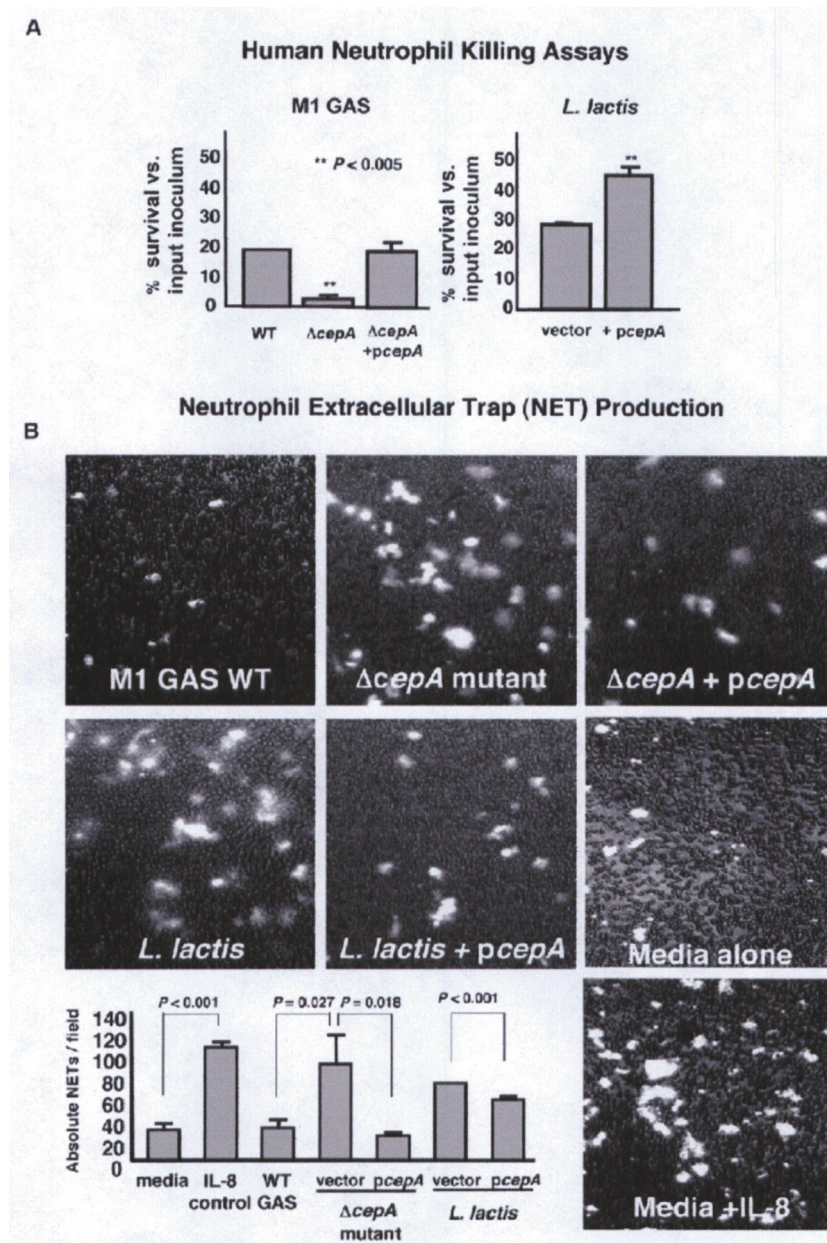 A
Human Neutrophil Killing Assays
M1 GAS
L. lactis
% survival vs.
input inoculum
50
40
30
20
10
0
** P < 0.005
**
WT
ΔcepA
ΔcepA
+pcepA
% survival vs.
input inoculum
50
40
30
20
10
0
**
vector
+ pcepA
Neutrophil Extracellular Trap (NET) Production
B
M1 GAS WT
ΔcepA mutant
ΔcepA + pcepA
L. lactis
L. lactis + pcepA
Media alone
Absolute NETs / field
140
120
100
80
60
40
20
0
P < 0.001
P = 0.027
P = 0.018
P < 0.001
media
IL-8
control
WT
GAS
vector
pcepA
ΔcepA
mutant
vector
pcepA
L. lactis
Media +IL-8